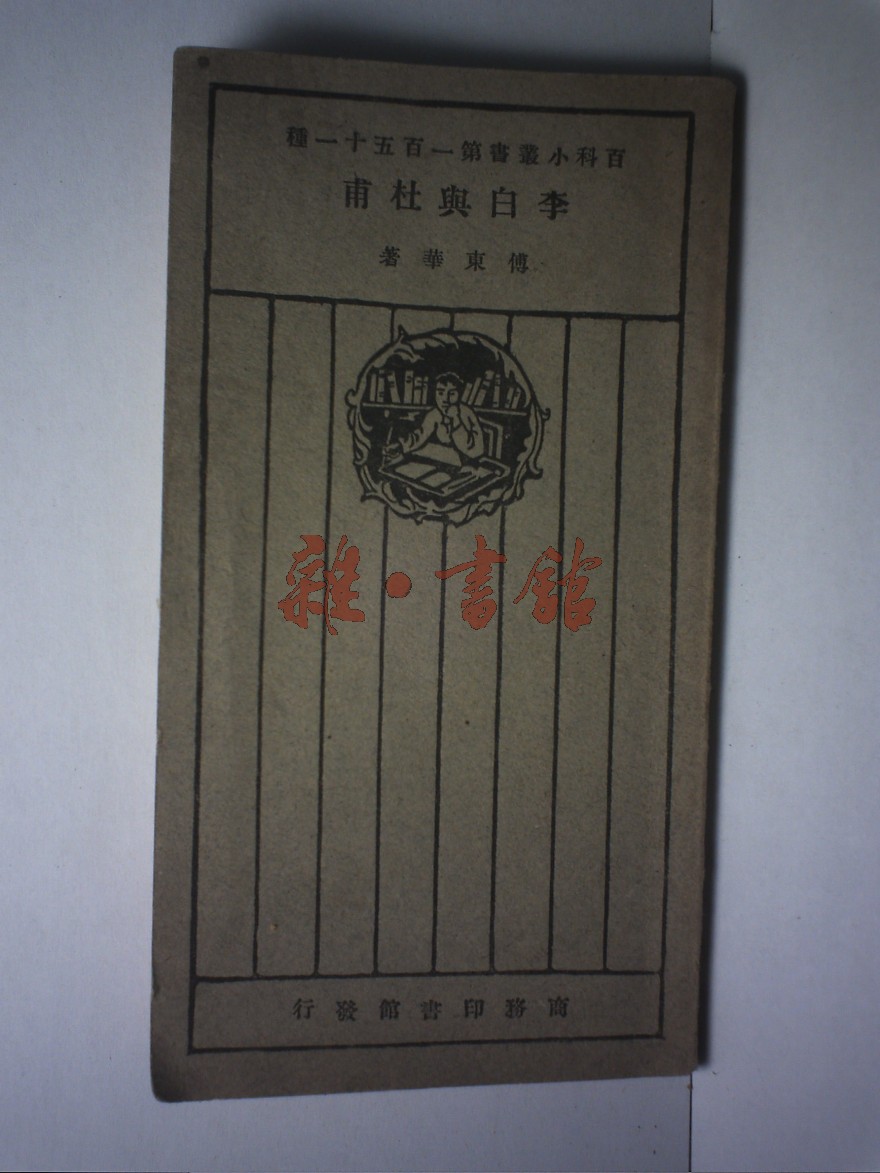 百科小叢書第一百五十一種
李白與杜甫
傅東華著
雜·書館
商務印書館發行